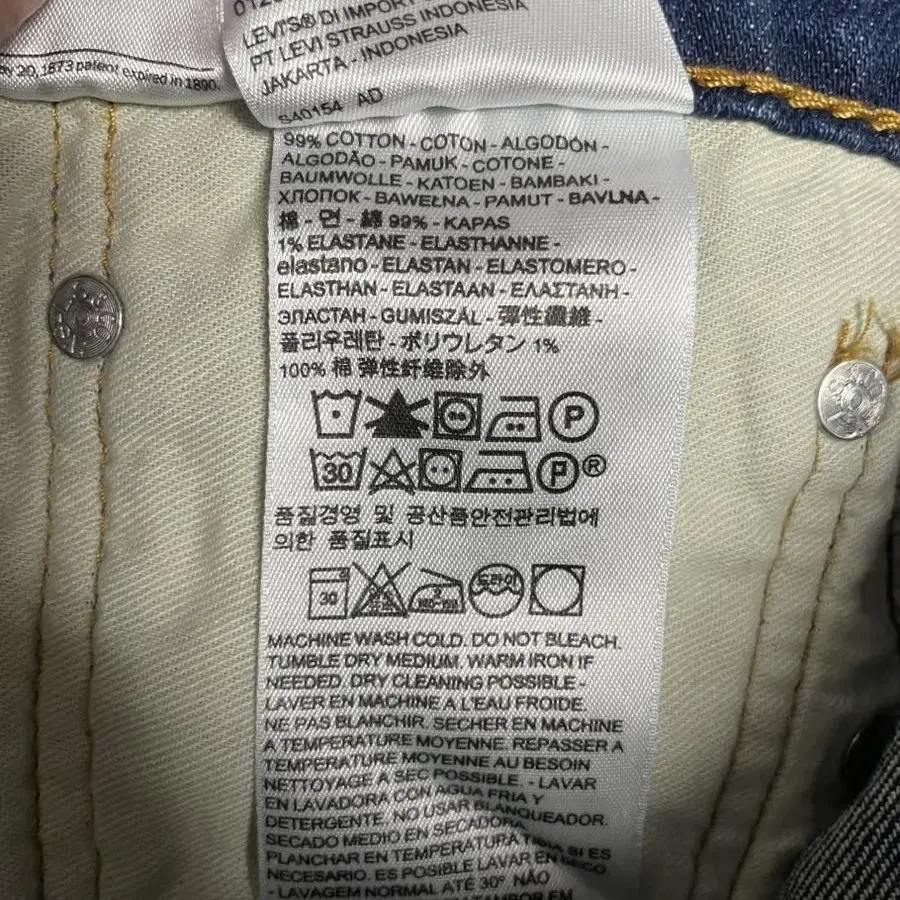 1873 patent expired in 1890.
LEVI'S® DI IMPORT
PT LEVI STRAUSS INDONESIA
JAKARTA - INDONESIA
S40154 AD
99% COTTON - COTON - ALGODÓN -
ALGODÃO - PAMUK - COTONE -
BAUMWOLLE - KATOEN - BAMBAKI -
ХЛОПОК - BAWEŁNA - PAMUT - BAVLNA -
棉 - 면 - 綿 99% - KAPAS
1% ELASTANE - ELASTHANNE -
elastano - ELASTAN - ELASTOMERO -
ELASTHAN - ELASTAAN - ΕΛΑΣΤΑΝΗ -
ЭЛАСТАН - GUMISZÁL - 彈性纖維 -
폴리우레탄 - ポリウレタン 1%
100% 棉 弹性纤维除外
P
30 P®
품질경영 및 공산품안전관리법에
의한 품질표시
30 드라이
MACHINE WASH COLD. DO NOT BLEACH.
TUMBLE DRY MEDIUM. WARM IRON IF
NEEDED. DRY CLEANING POSSIBLE -
LAVER EN MACHINE A L'EAU FROIDE.
NE PAS BLANCHIR. SECHER EN MACHINE
A TEMPERATURE MOYENNE. REPASSER A
TEMPERATURE MOYENNE AU BESOIN
NETTOYAGE A SEC POSSIBLE. - LAVAR
EN LAVADORA CON AGUA FRIA Y
DETERGENTE. NO USAR BLANQUEADOR.
SECADO MEDIO EN SECADORA
PLANCHAR EN TEMPERATURA TIBIA SI ES
NECESARIO. ES POSIBLE LAVAR EN SECO
- LAVAGEM NORMAL ATÉ 30° NÃO